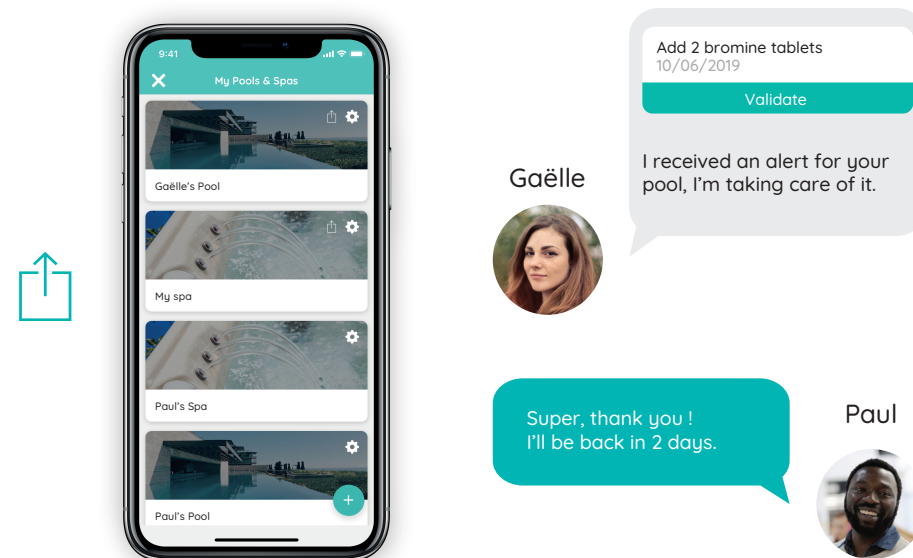 9:41
My Pools & Spas
Gaëlle's Pool
My spa
Paul's Spa
Paul's Pool
Add 2 bromine tablets
10/06/2019
Validate
I received an alert for your
pool, I'm taking care of it.
Gaëlle
Super, thank you !
I'll be back in 2 days.
Paul